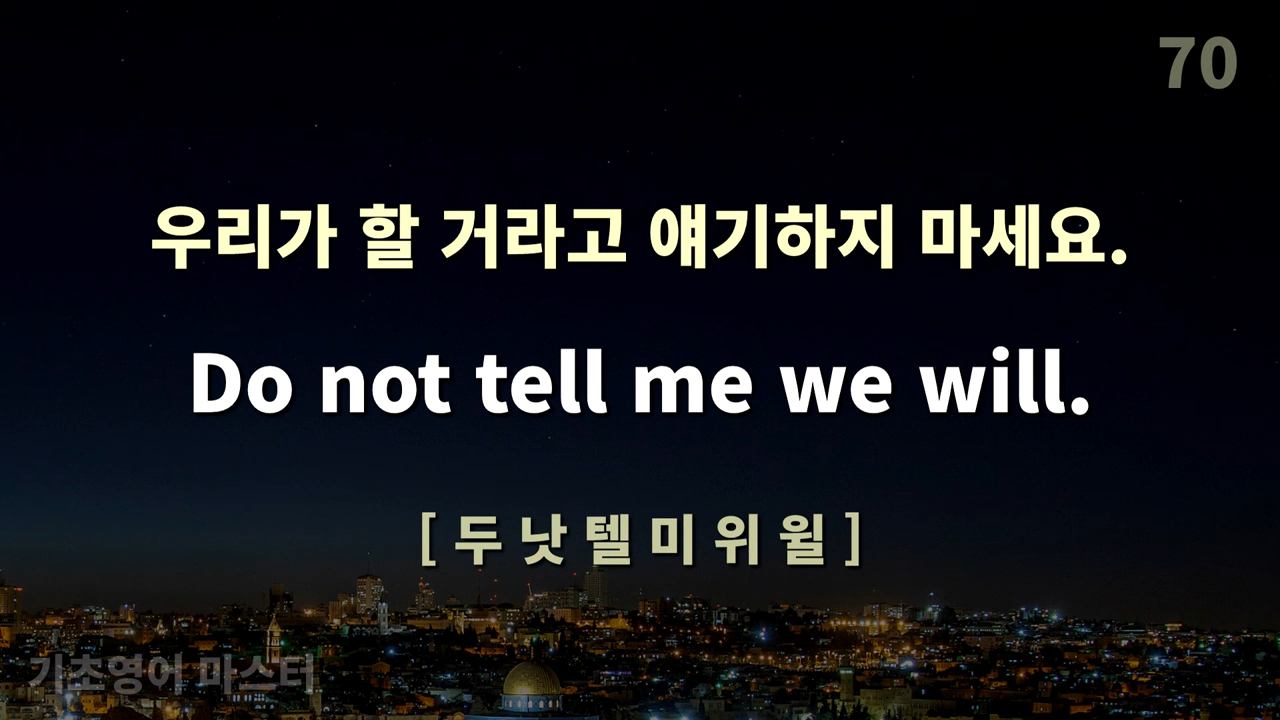 70
우리가 할 거라고 얘기하지 마세요.
Do not tell me we will.
[ 두 낫 텔 미 위 윌 ]
기초영어 마스터